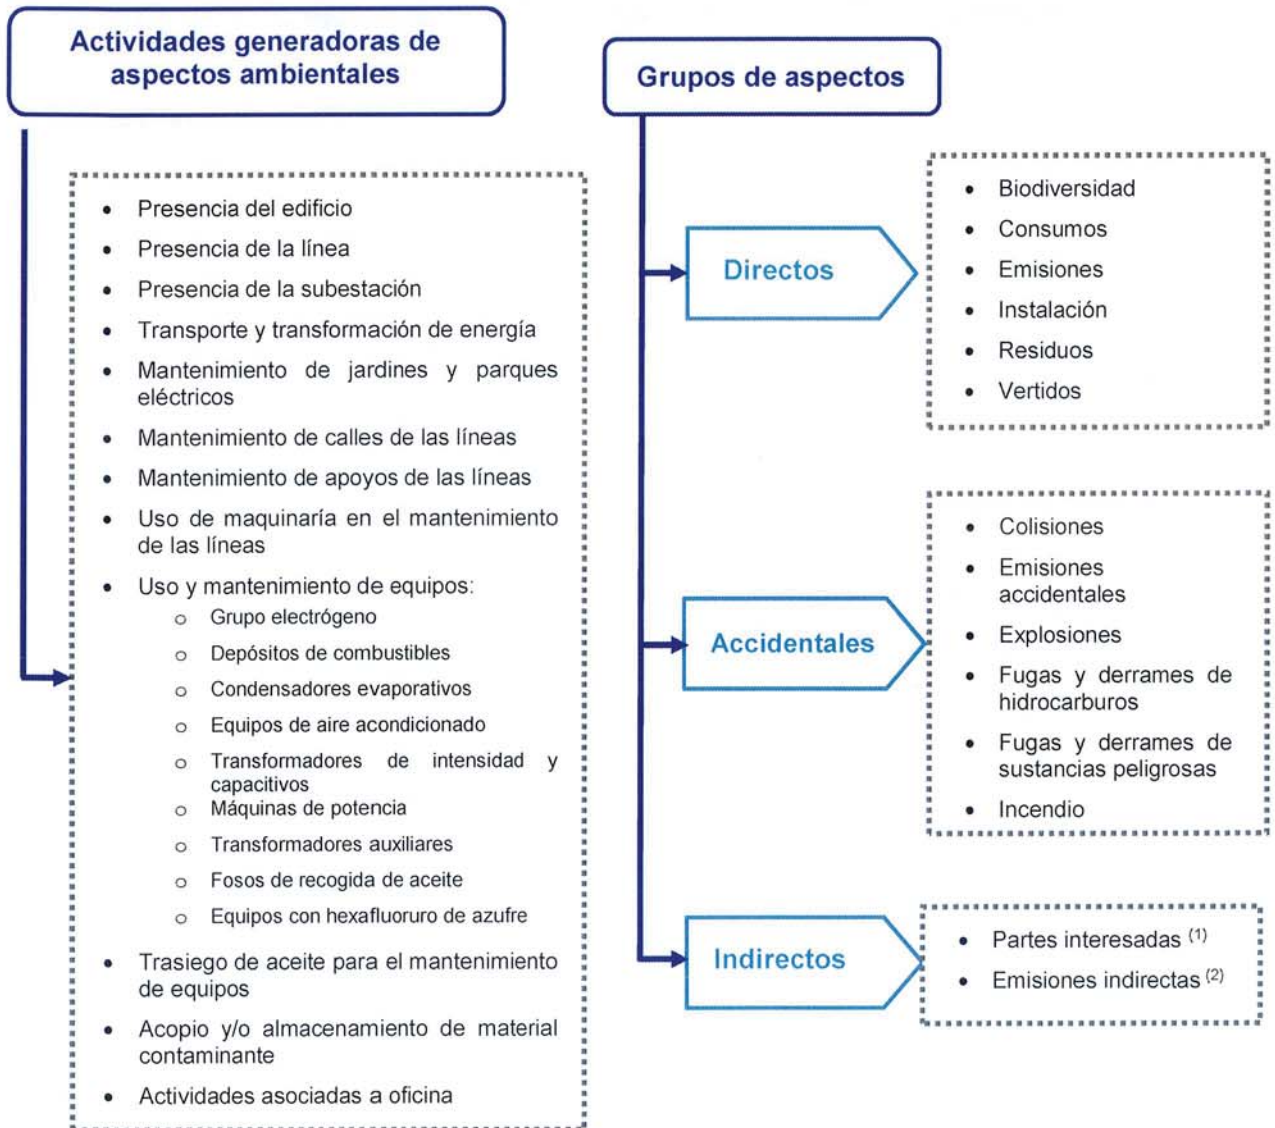 Actividades generadoras de
aspectos ambientales
• Presencia del edificio
• Presencia de la línea
• Presencia de la subestación
• Transporte y transformación de energía
• Mantenimiento de jardines y parques
eléctricos
• Mantenimiento de calles de las líneas
• Mantenimiento de apoyos de las líneas
• Uso de maquinaría en el mantenimiento
de las líneas
• Uso y mantenimiento de equipos:
o Grupo electrógeno
o Depósitos de combustibles
o Condensadores evaporativos
o Equipos de aire acondicionado
o Transformadores de intensidad y
capacitivos
o Máquinas de potencia
o Transformadores auxiliares
o Fosos de recogida de aceite
o Equipos con hexafluoruro de azufre
• Trasiego de aceite para el mantenimiento
de equipos
• Acopio y/o almacenamiento de material
contaminante
• Actividades asociadas a oficina
Grupos de aspectos
Directos
• Biodiversidad
• Consumos
• Emisiones
• Instalación
• Residuos
• Vertidos
Accidentales
• Colisiones
• Emisiones
accidentales
• Explosiones
• Fugas y derrames de
hidrocarburos
• Fugas y derrames de
sustancias peligrosas
• Incendio
Indirectos
• Partes interesadas (1)
• Emisiones indirectas (2)